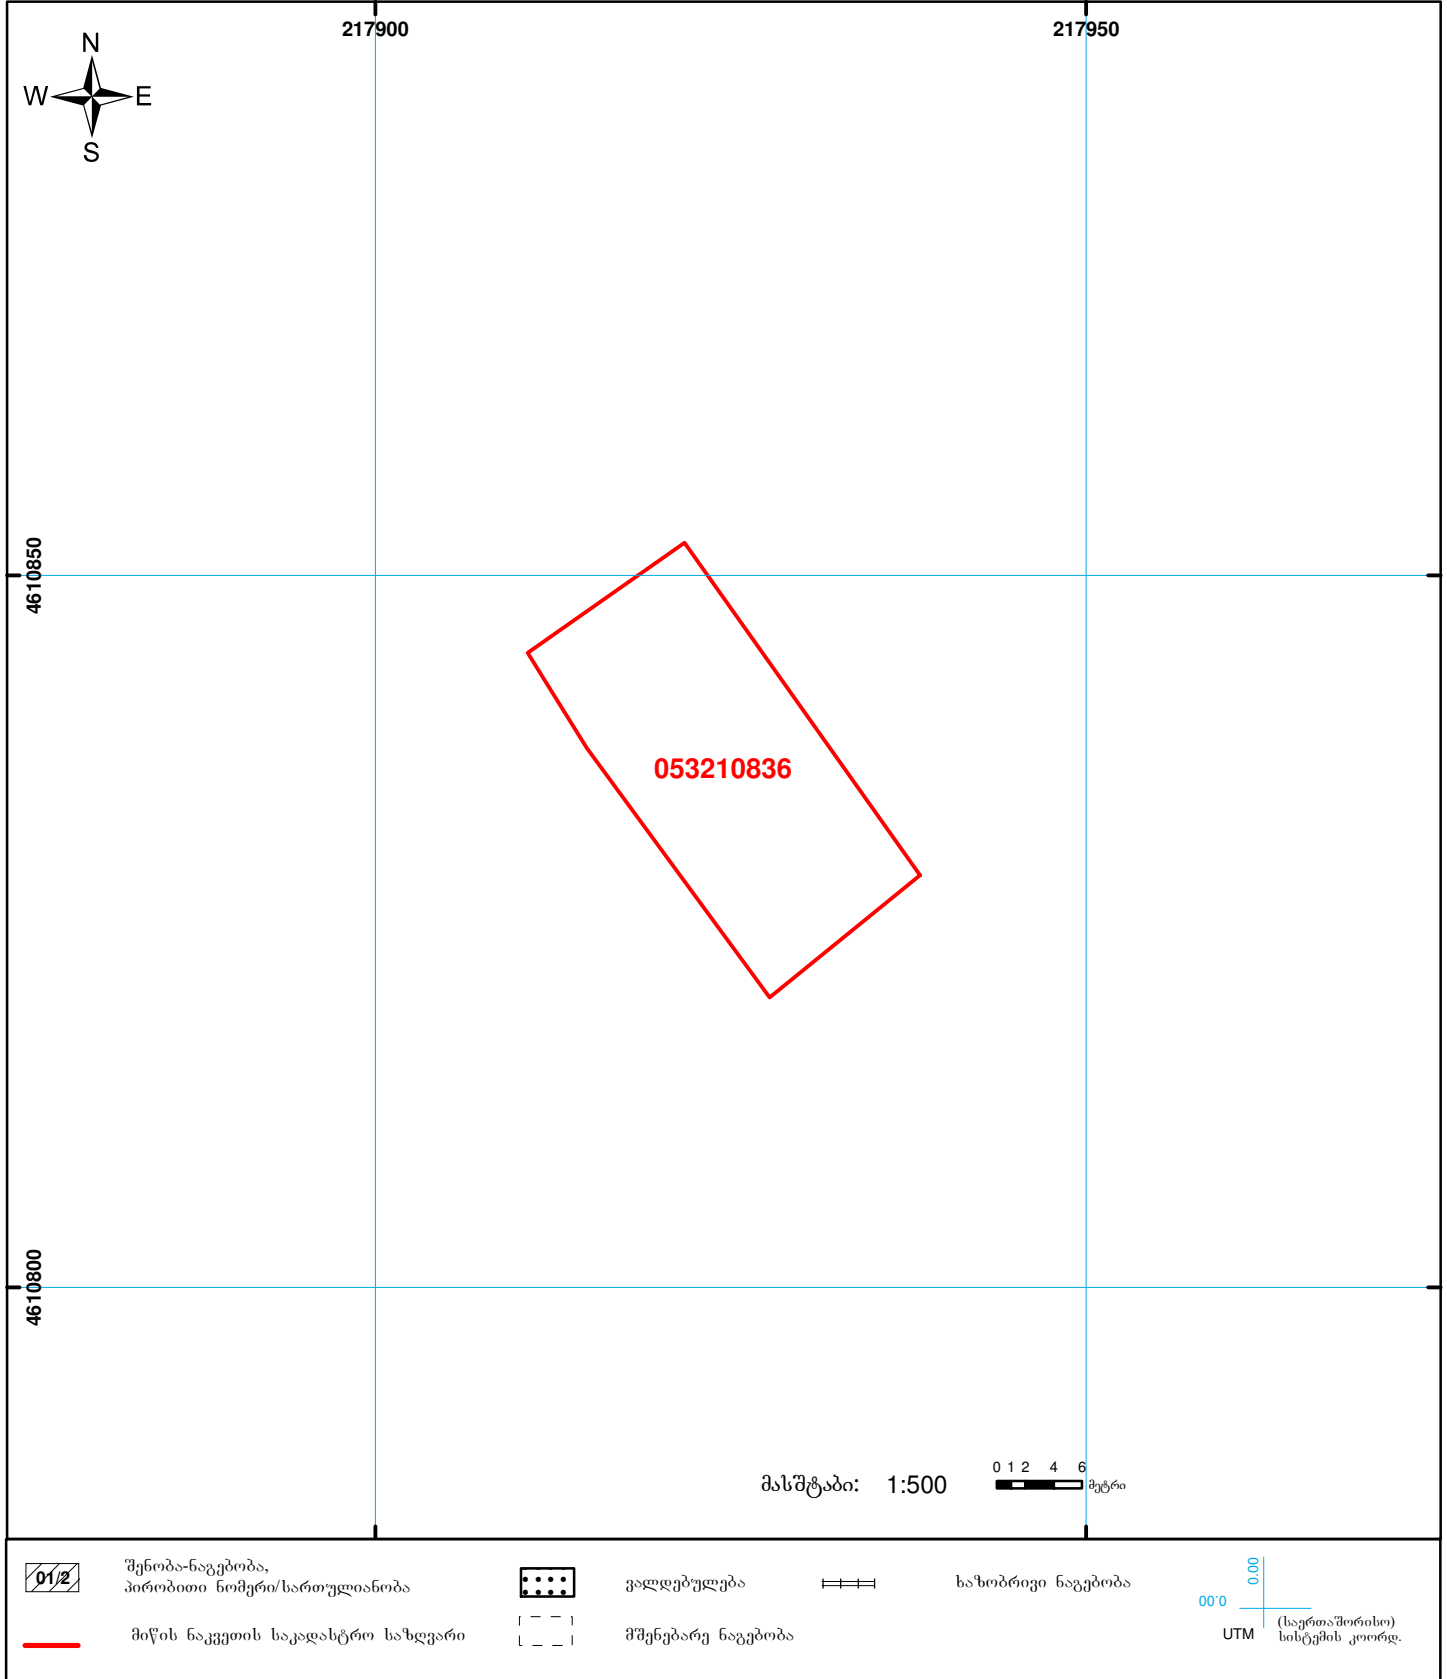 217900 217950
N
W E
S
4610850
053210836
4610800
მასშტაბი: 1:500
0 1 2 4 6
მეტრი
01/2
შენობა-ნაგებობა,
პირობითი ნომერი/სართულიანობა
ვალდებულება
ხაზობრივი ნაგებობა
მიწის ნაკვეთის საკადასტრო საზღვარი
მშენებარე ნაგებობა
0.00
0.00
UTM
(საერთაშორისო)
სისტემის კოორდ.